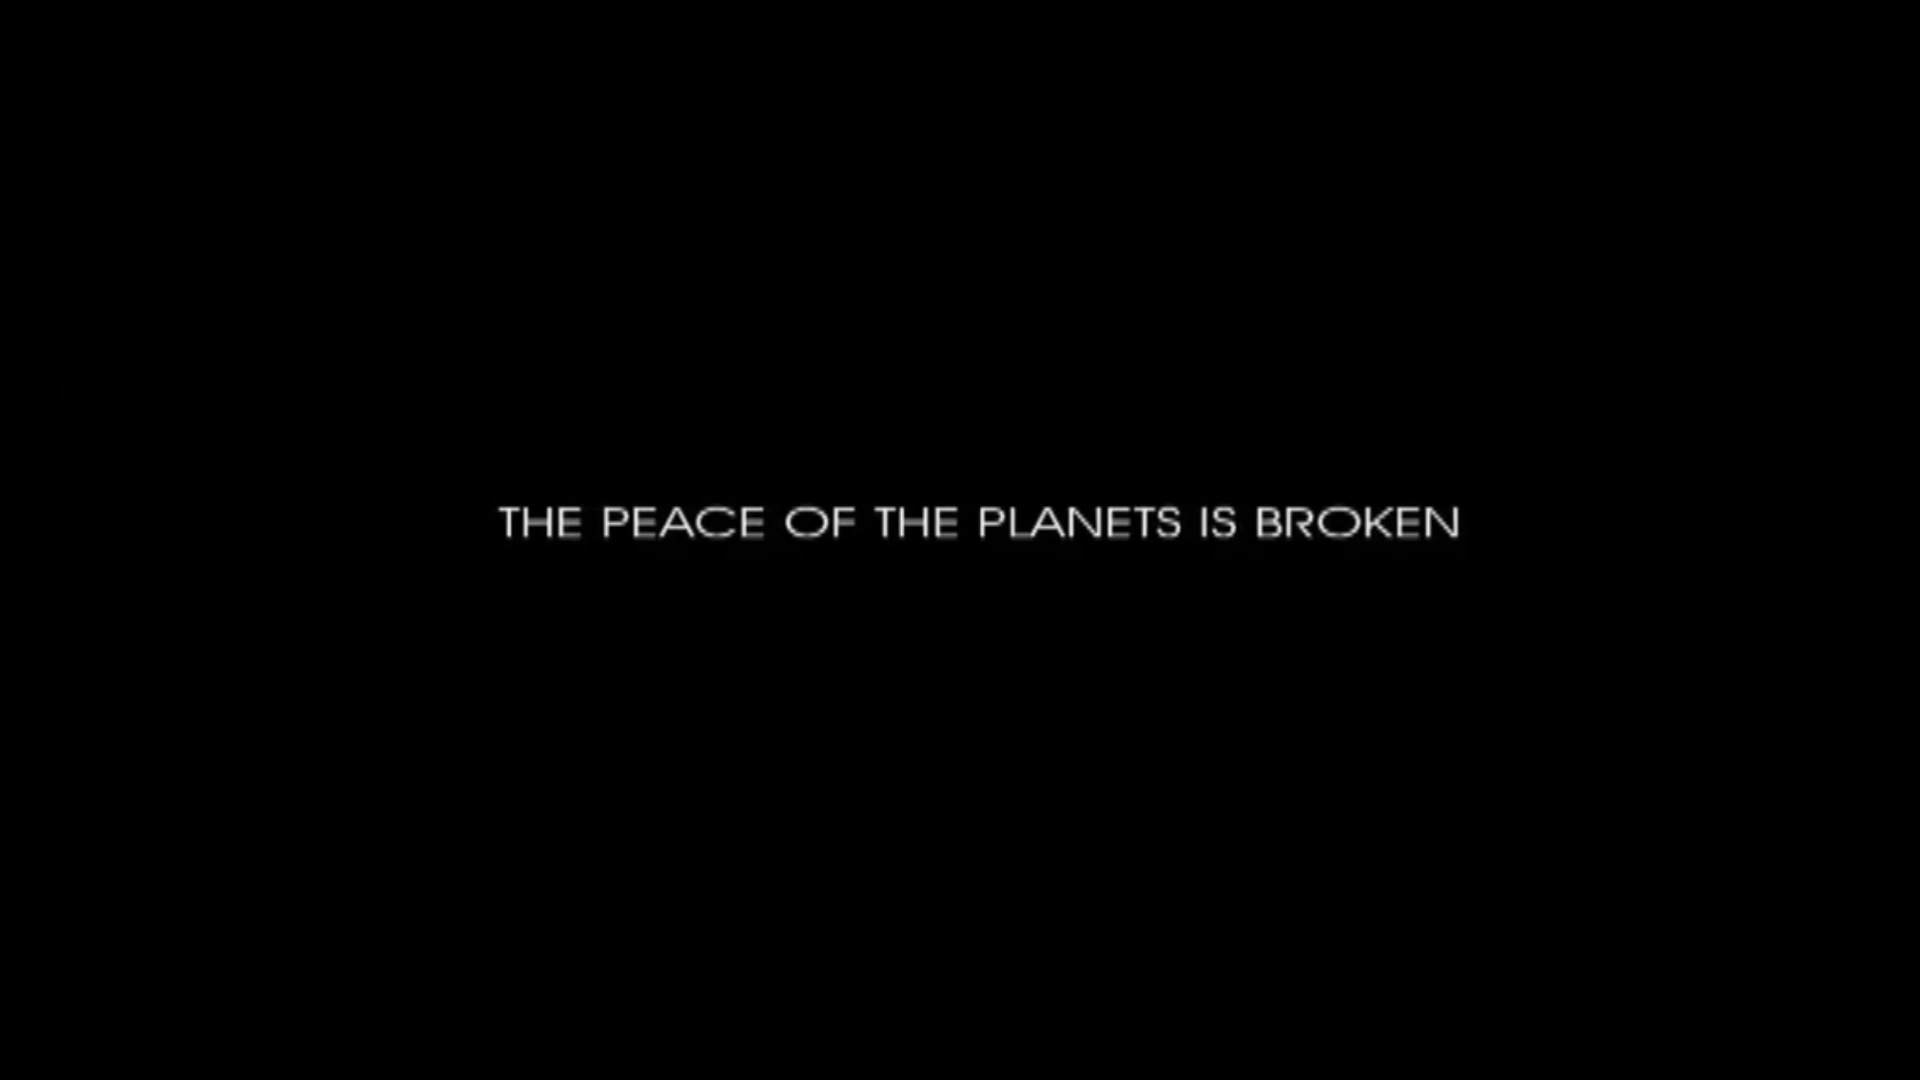 THE PEACE OF THE PLANETS IS BROKEN